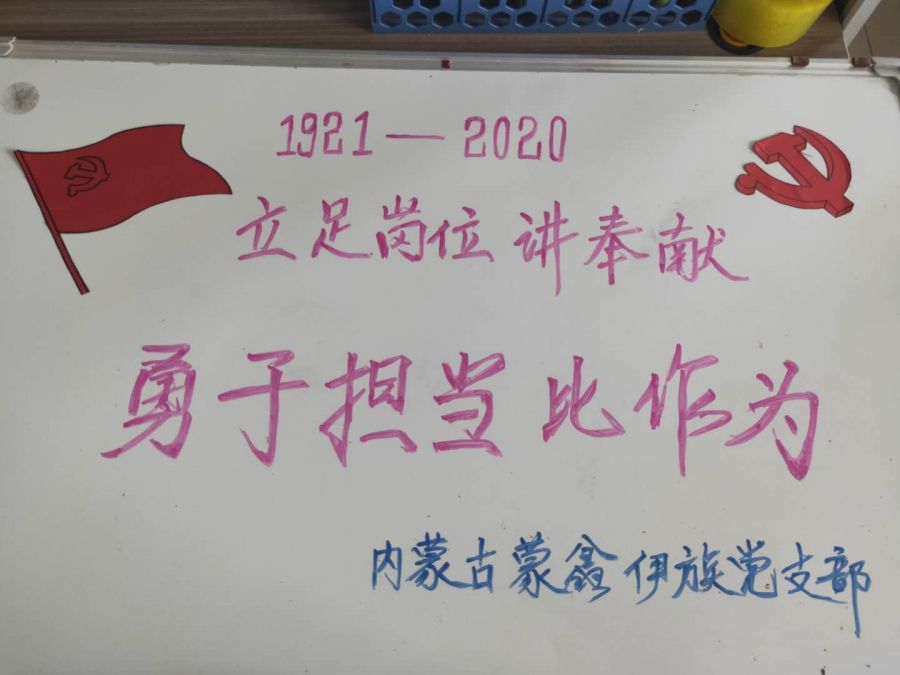 1921—2020
立足岗位 讲奉献
勇于担当 比作为
内蒙古蒙鑫伊族党支部